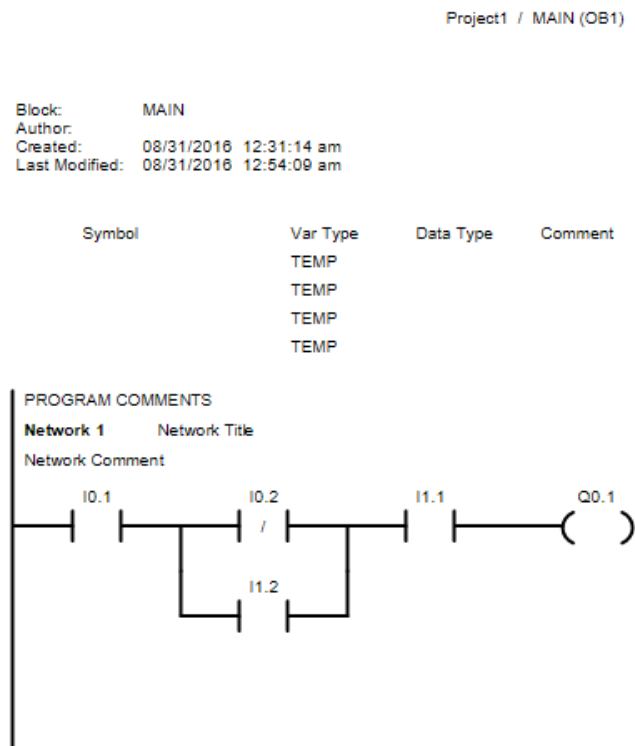 Project1 / MAIN (OB1)
Block: MAIN
Author:
Created: 08/31/2016 12:31:14 am
Last Modified: 08/31/2016 12:54:09 am
Symbol Var Type Data Type Comment
TEMP
TEMP
TEMP
TEMP
PROGRAM COMMENTS
Network 1 Network Title
Network Comment
I0.1 I0.2 I1.1 Q0.1
/
I1.2